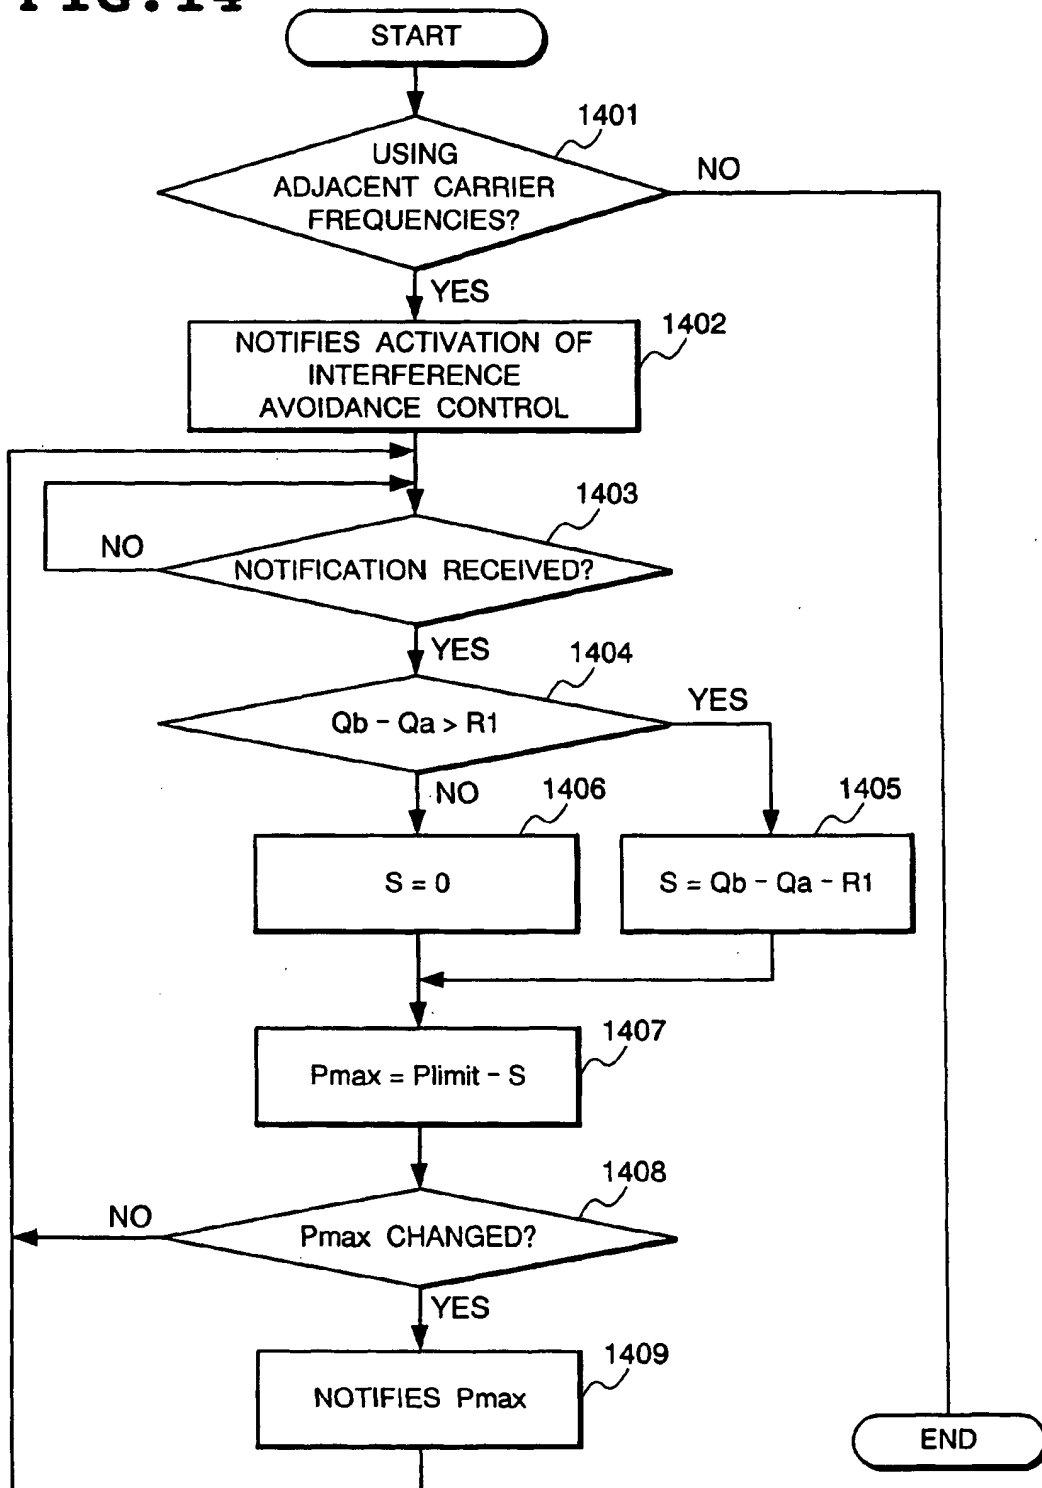 FIG.14
START
1401
USING
ADJACENT CARRIER
FREQUENCIES?
NO
YES
1402
NOTIFIES ACTIVATION OF
INTERFERENCE
AVOIDANCE CONTROL
1403
NO
NOTIFICATION RECEIVED?
YES
1404
Qb - Qa > R1
YES
NO
1406
1405
S = 0
S = Qb - Qa - R1
1407
Pmax = Plimit - S
1408
NO
Pmax CHANGED?
YES
1409
NOTIFIES Pmax
END